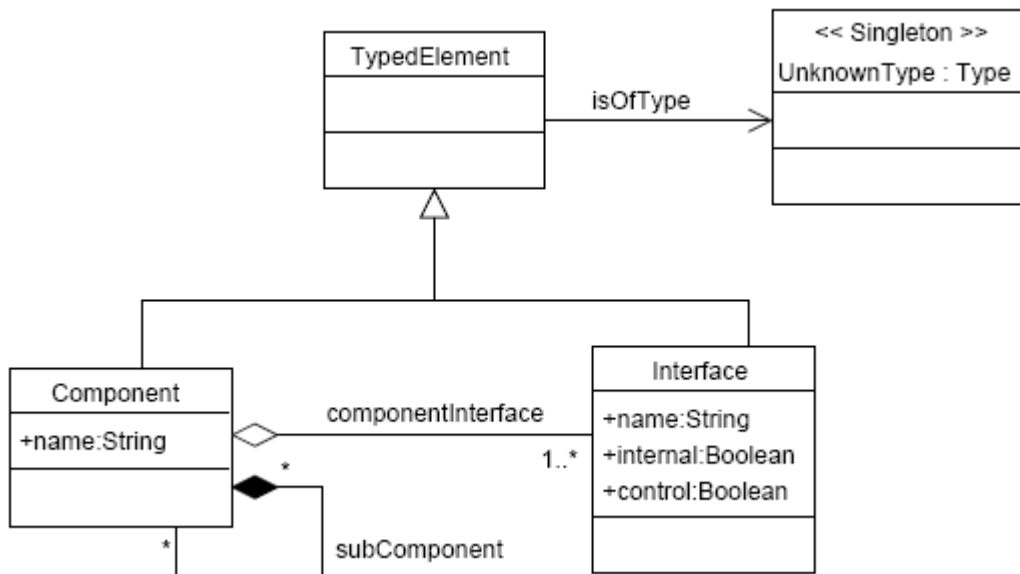 TypedElement
<< Singleton >>
UnknownType : Type
isOfType
Component
+name:String
componentInterface
1..*
Interface
+name:String
+internal:Boolean
+control:Boolean
*
*
subComponent